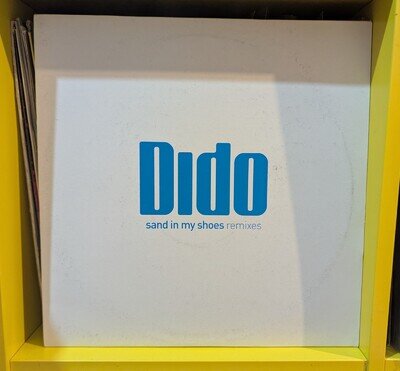 Dido
sand in my shoes remixes